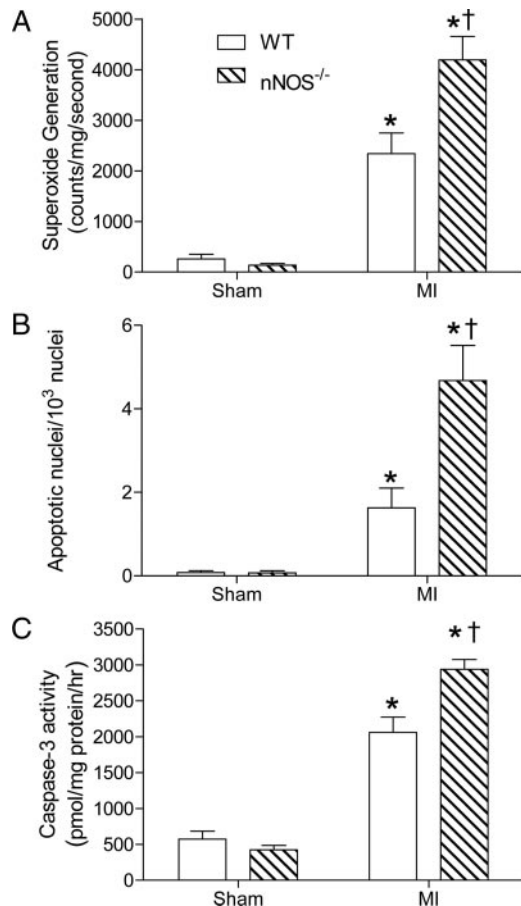 A
Superoxide Generation
(counts/mg/second)
5000
4000
3000
2000
1000
0
WT
nNOS⁻/⁻
*
*†
Sham
MI
B
Apoptotic nuclei/10³ nuclei
6
4
2
0
*
*†
Sham
MI
C
Caspase-3 activity
(pmol/mg protein/hr)
3500
3000
2500
2000
1500
1000
500
0
*
*†
Sham
MI